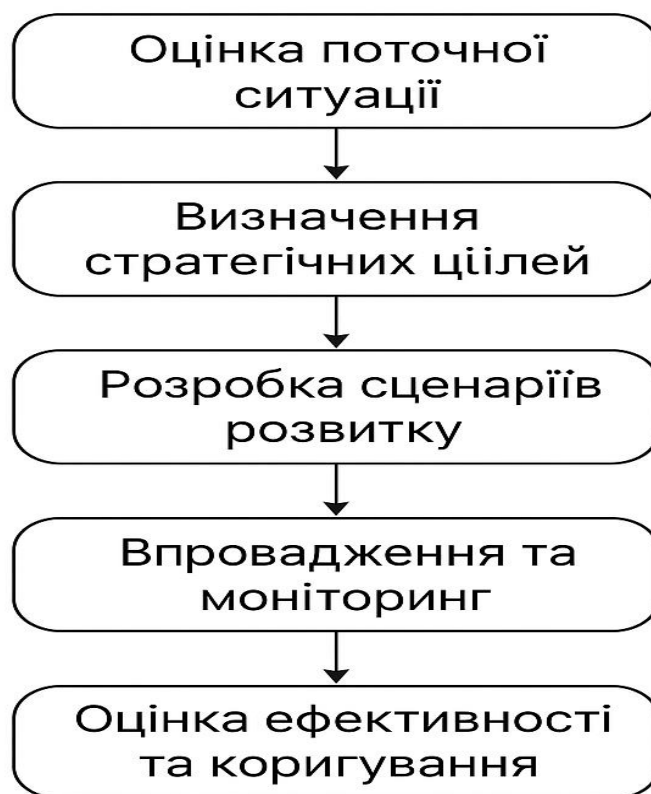 Оцінка поточної
ситуації
Визначення
стратегічних ціілей
Розробка сценаріїв
розвитку
Впровадження та
моніторинг
Оцінка ефективності
та коригування